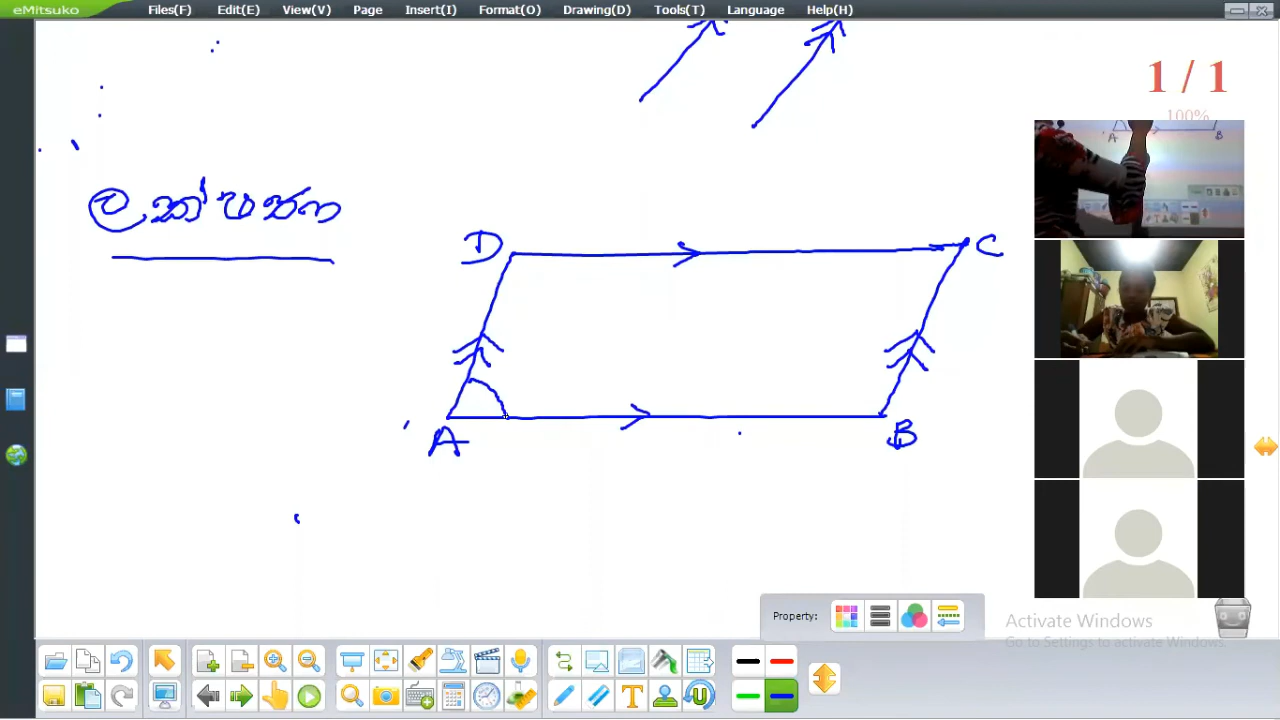 eMitsuko Files(F) Edit(E) View(V) Page Insert(I) Format(O) Drawing(D) Tools(T) Language Help(H)
1 / 1
100%
A B
D C
A B
Property:
Activate Windows
Go to Settings to activate Windows.